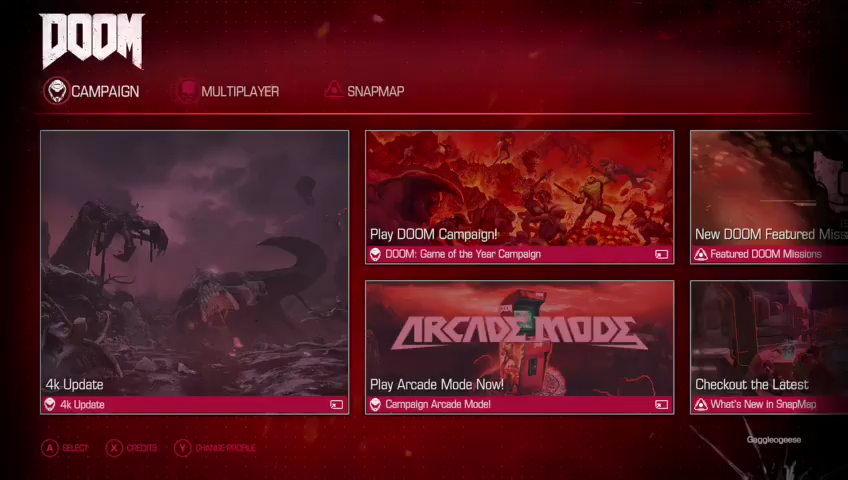 DOOM
CAMPAIGN
MULTIPLAYER
SNAPMAP
4k Update
4k Update
Play DOOM Campaign!
DOOM: Game of the Year Campaign
ARCADE MODE
Play Arcade Mode Now!
Campaign Arcade Mode!
New DOOM Featured Miss
Featured DOOM Missions
Checkout the Latest
What's New in SnapMap
A SELECT
X CREDITS
Y CHANGE PROFILE
Gaggleogeese